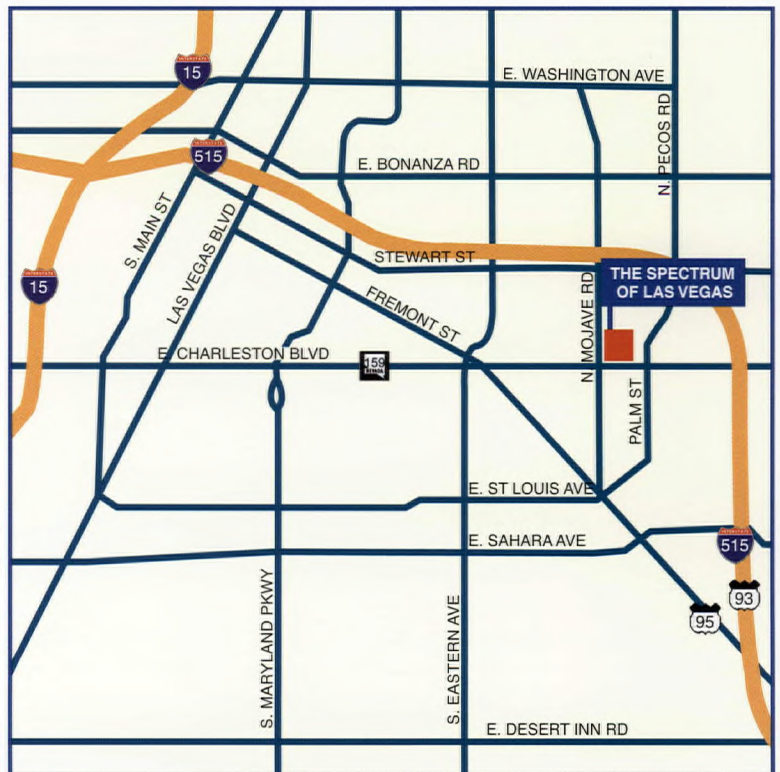 15
E. WASHINGTON AVE
N. PECOS RD
515
E. BONANZA RD
S. MAIN ST
LAS VEGAS BLVD
STEWART ST
THE SPECTRUM
OF LAS VEGAS
15
FREMONT ST
N. MOJAVE RD
E. CHARLESTON BLVD
159
PALM ST
E. ST LOUIS AVE
E. SAHARA AVE
515
93
95
S. MARYLAND PKWY
S. EASTERN AVE
E. DESERT INN RD